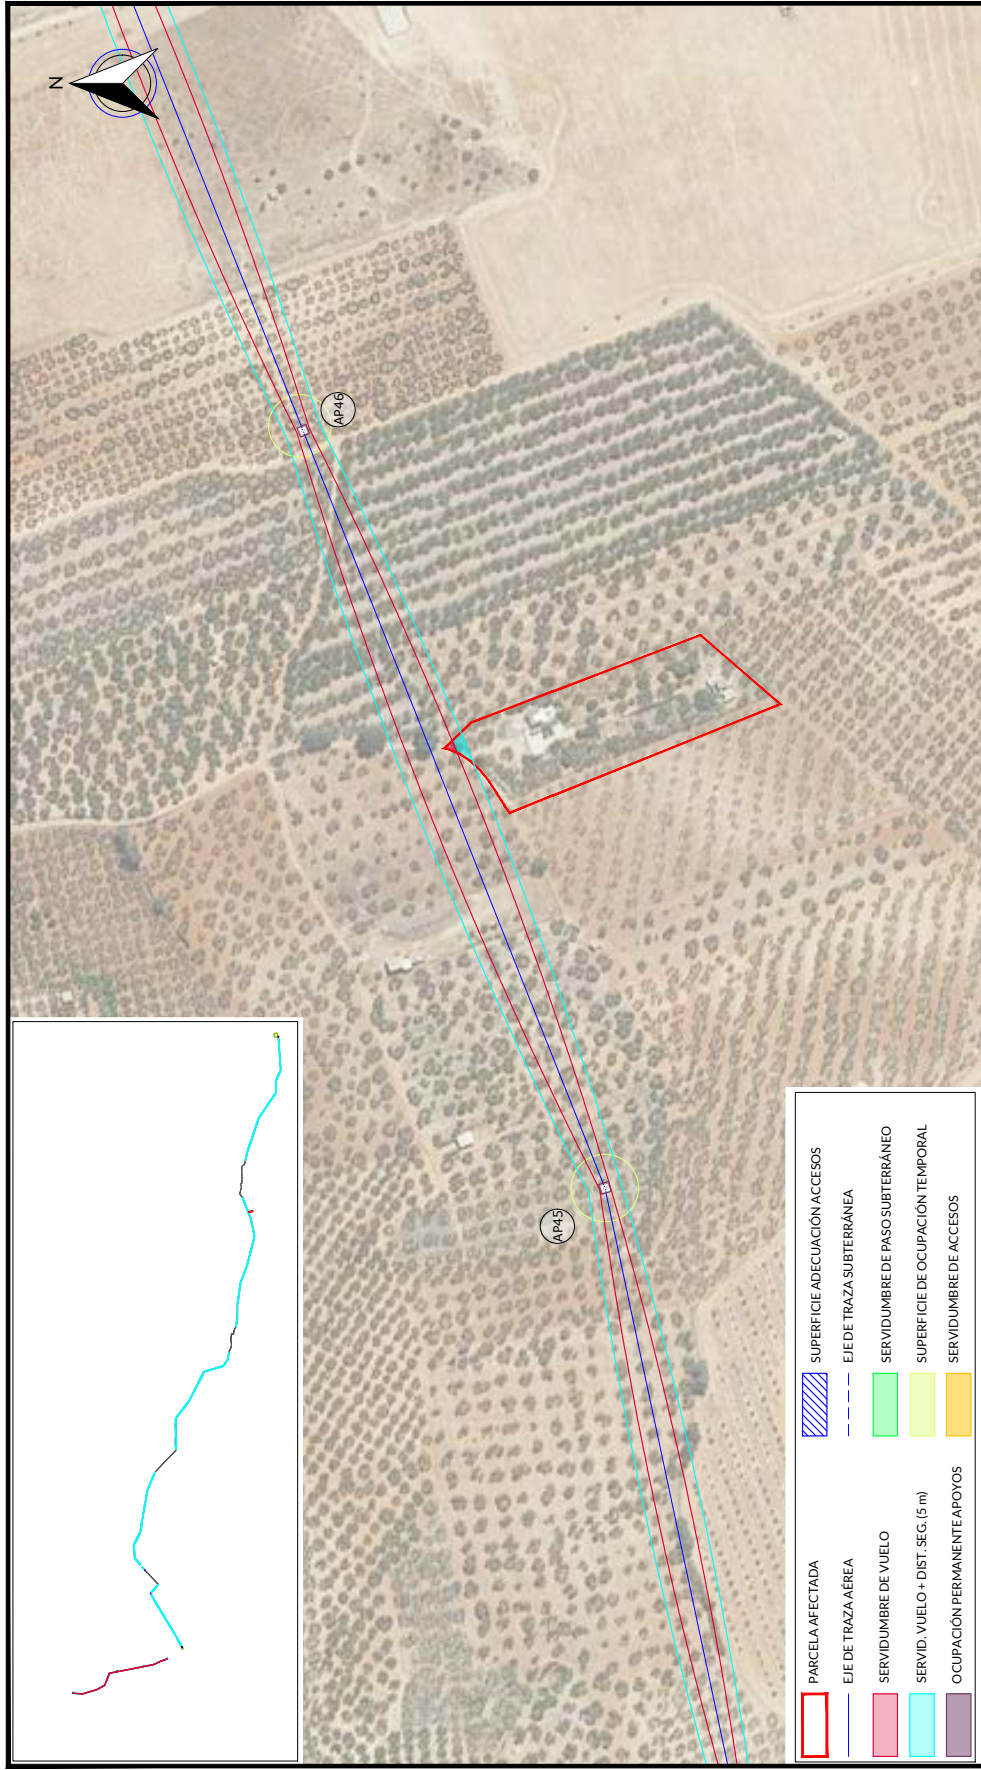 N
AP46
AP45
PARCELA AFECTADA
EJE DE TRAZA AÉREA
SERVIDUMBRE DE VUELO
SERVID. VUELO + DIST. SEG. (5 m)
OCUPACIÓN PERMANENTE APOYOS
SUPERFICIE ADECUACIÓN ACCESOS
EJE DE TRAZA SUBTERRÁNEA
SERVIDUMBRE DE PASO SUBTERRÁNEO
SUPERFICIE DE OCUPACIÓN TEMPORAL
SERVIDUMBRE DE ACCESOS